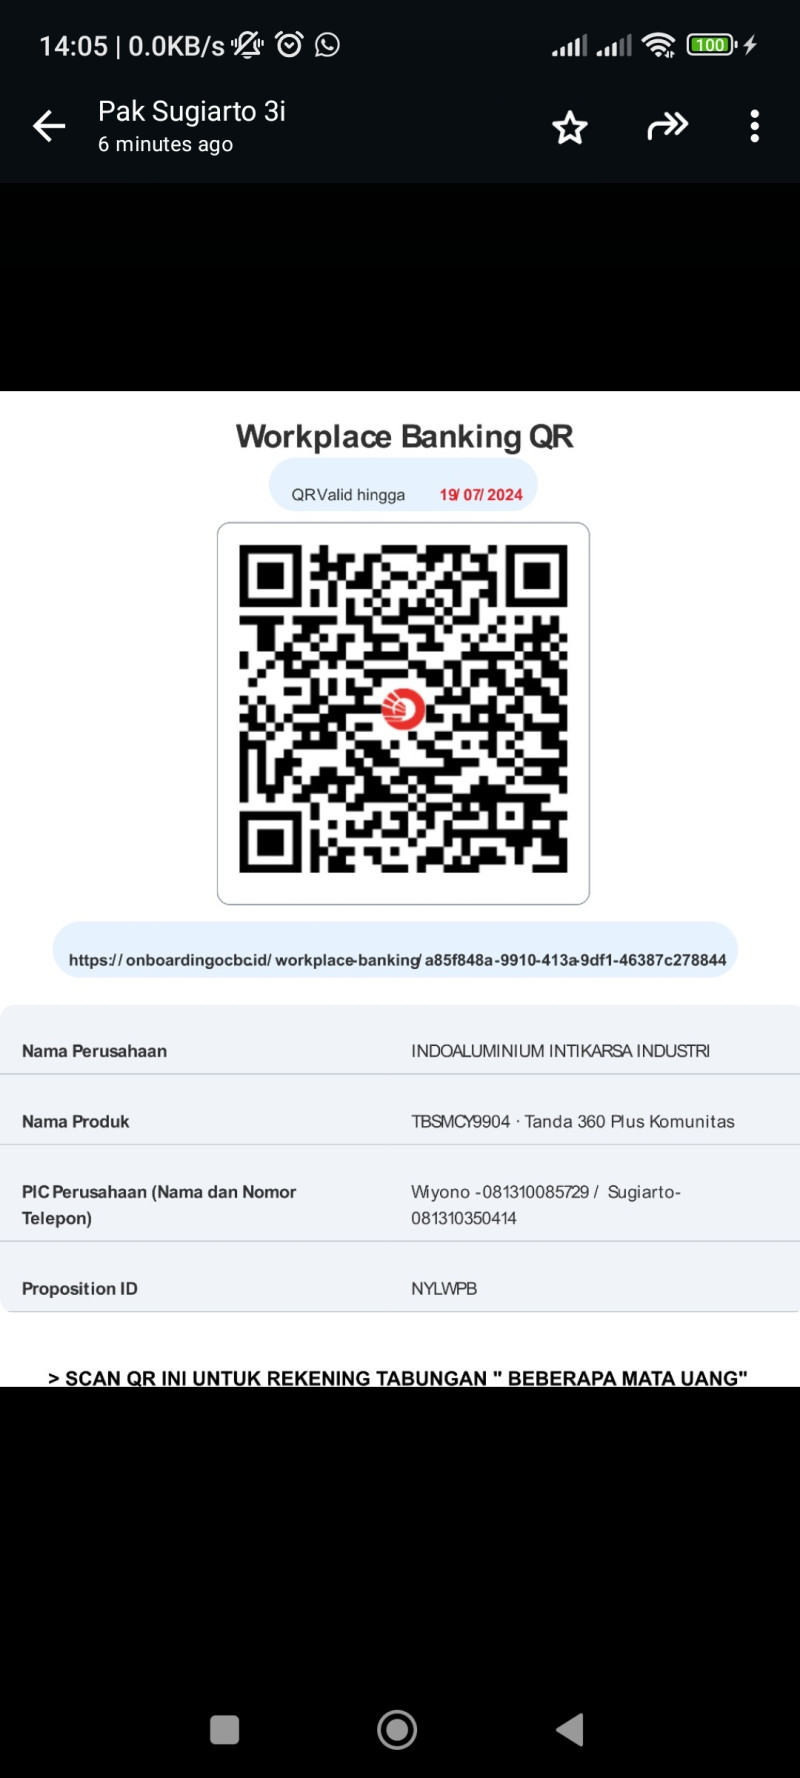 14:05 | 0.0KB/s
100
Pak Sugiarto 3i
6 minutes ago
Workplace Banking QR
QR Valid hingga 19/07/2024
https://onboardingocbc.id/workplace-banking/a85f848a-9910-413a-9df1-46387c278844
Nama Perusahaan INDOALUMINIUM INTIKARSA INDUSTRI
Nama Produk TBSMCY9904 · Tanda 360 Plus Komunitas
PIC Perusahaan (Nama dan Nomor Telepon) Wiyono -081310085729 / Sugiarto-
081310350414
Proposition ID NYLWPB
> SCAN QR INI UNTUK REKENING TABUNGAN " BEBERAPA MATA UANG"